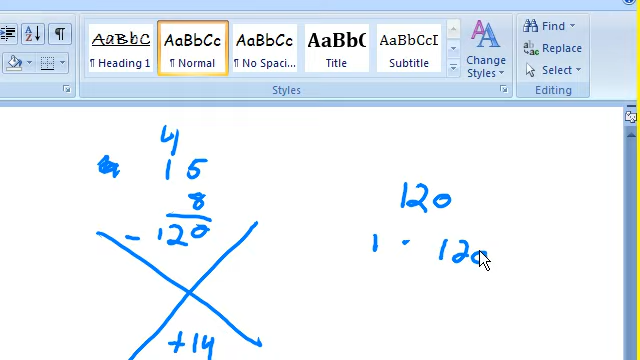 AaBbC
AaBbCc
AaBbCc
AaBb(
AaBbCcI
¶ Heading 1
¶ Normal
¶ No Spaci...
Title
Subtitle
Change
Styles
Styles
Find
Replace
Select
Editing
4
15
8
-120
+14
120
1 · 120